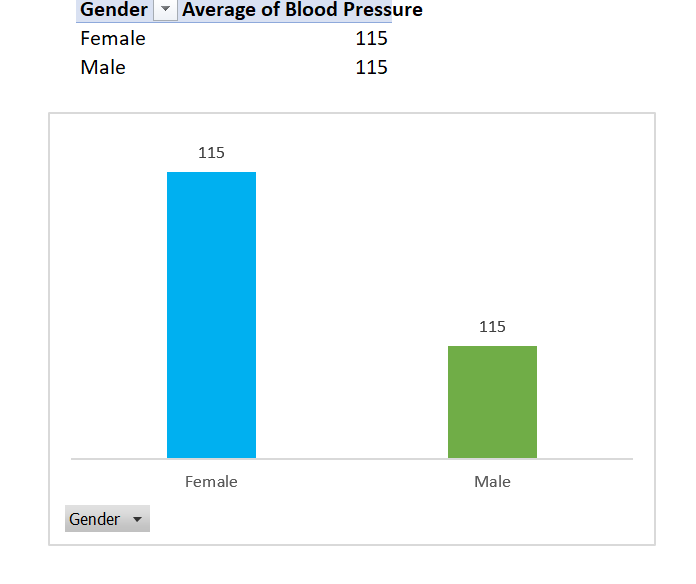 Gender Average of Blood Pressure
Female 115
Male 115
115
115
Female Male
Gender